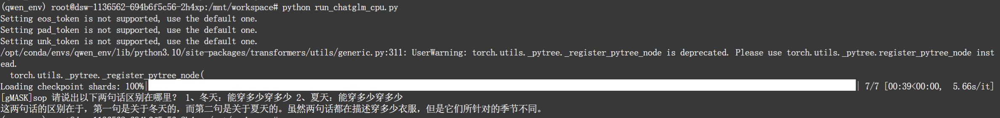 (qwen_env) root@dsw-1136562-694b6f5c56-2h4xp:/mnt/workspace# python run_chatglm_cpu.py
Setting eos_token is not supported, use the default one.
Setting pad_token is not supported, use the default one.
Setting unk_token is not supported, use the default one.
/opt/conda/envs/qwen_env/lib/python3.10/site-packages/transformers/utils/generic.py:311: UserWarning: torch.utils._pytree._register_pytree_node is deprecated. Please use torch.utils._pytree.register_pytree_node inst
ead.
  torch.utils._pytree._register_pytree_node(
Loading checkpoint shards: 100%| | 7/7 [00:39<00:00,  5.66s/it]
[gMASK]sop 请说出以下两句话区别在哪里? 1、冬天: 能穿多少穿多少 2、夏天: 能穿多少穿多少
这两句话的区别在于，第一句是关于冬天的，而第二句是关于夏天的。虽然两句话都在描述穿多少衣服，但是它们所针对的季节不同。